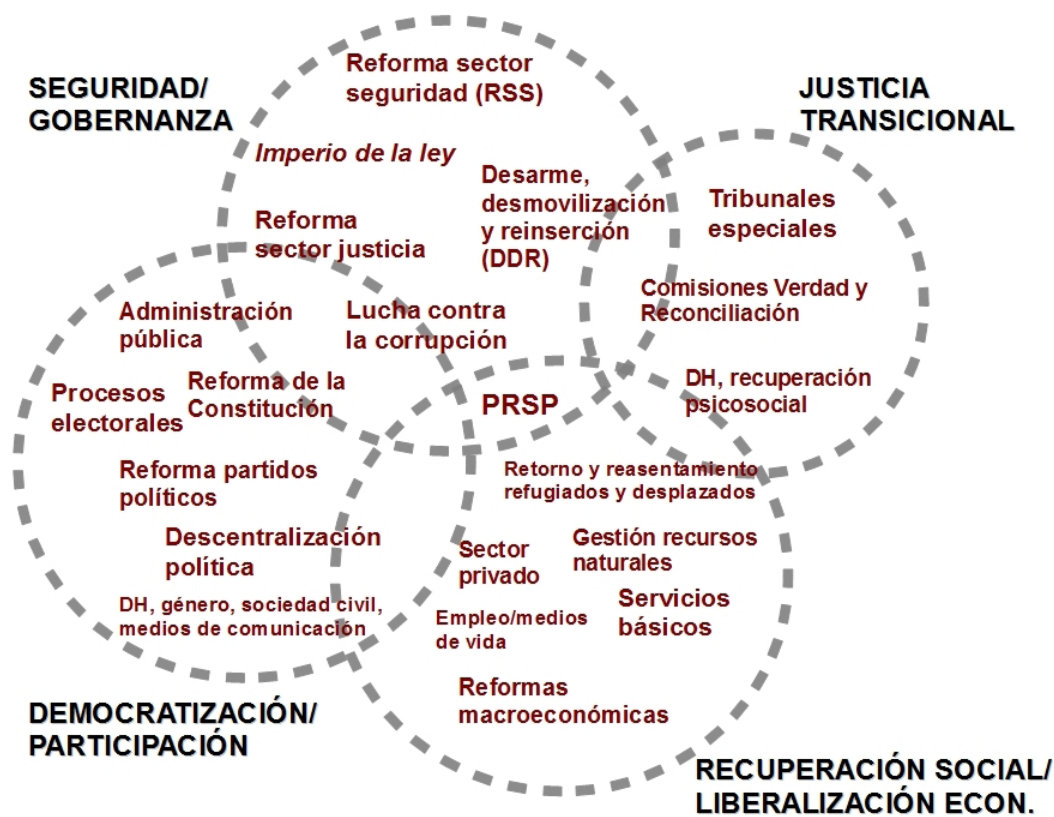 SEGURIDAD/
GOBERNANZA
Reforma sector
seguridad (RSS)
Imperio de la ley
Reforma
sector justicia
Desarme,
desmovilización
y reinserción
(DDR)
Lucha contra
la corrupción
JUSTICIA
TRANSICIONAL
Tribunales
especiales
Comisiones Verdad y
Reconciliación
DH, recuperación
psicosocial
Administración
pública
Procesos
electorales
Reforma de la
Constitución
Reforma partidos
políticos
Descentralización
política
DH, género, sociedad civil,
medios de comunicación
DEMOCRATIZACIÓN/
PARTICIPACIÓN
PRSP
Retorno y reasentamiento
refugiados y desplazados
Sector
privado
Gestión recursos
naturales
Empleo/medios
de vida
Servicios
básicos
Reformas
macroeconómicas
RECUPERACIÓN SOCIAL/
LIBERALIZACIÓN ECON.